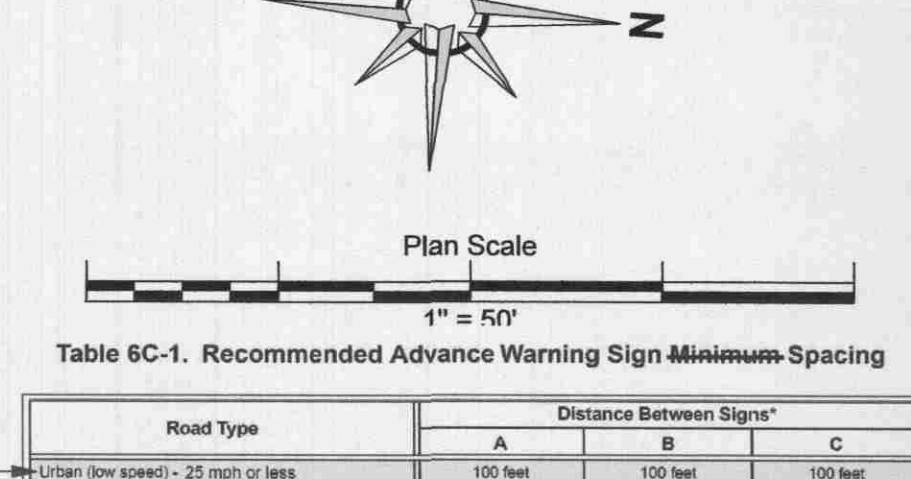 N
Plan Scale
1" = 50'
Table 6C-1. Recommended Advance Warning Sign Minimum Spacing
Road Type
Distance Between Signs*
A B C
Urban (low speed) - 25 mph or less 100 feet 100 feet 100 feet